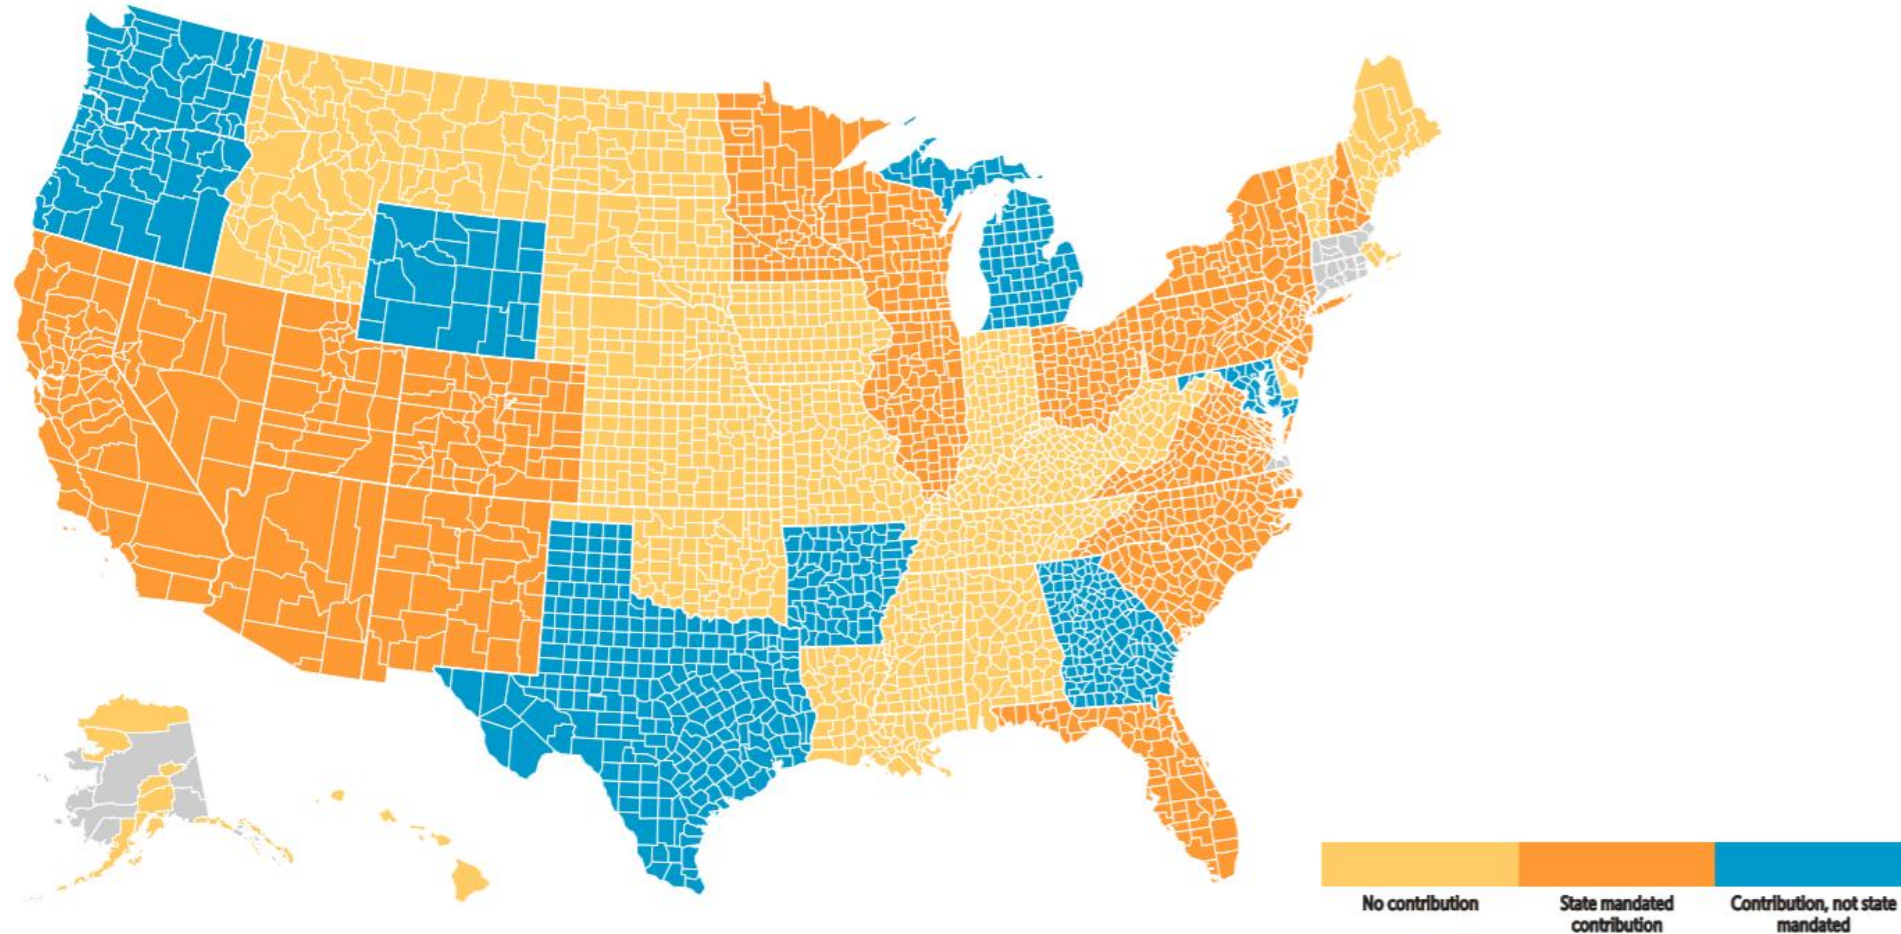 No contribution
State mandated
contribution
Contribution, not state
mandated